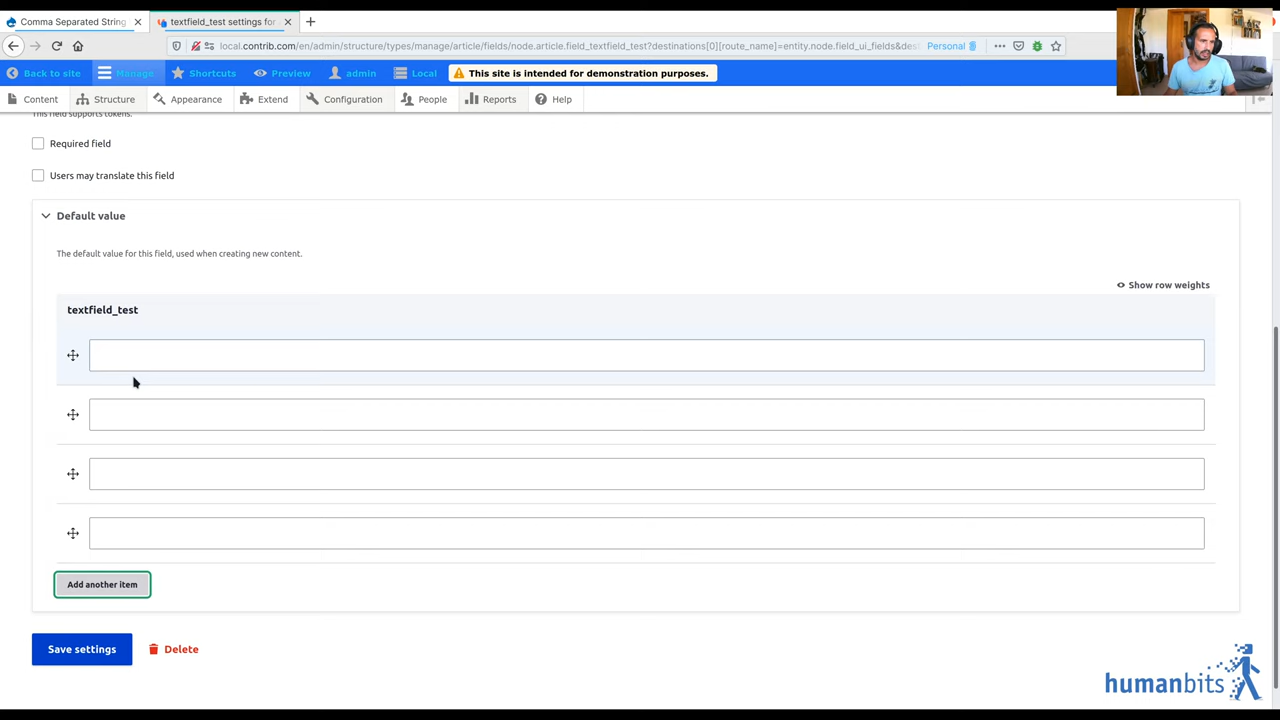 Comma Separated String
textfield_test settings for
local.contrib.com/en/admin/structure/types/manage/article/fields/node.article.field_textfield_test?destinations[0][route_name]=entity.node.field_ui_fields&des
Personal
Back to site
Manage
Shortcuts
Preview
admin
Local
This site is intended for demonstration purposes.
Content
Structure
Appearance
Extend
Configuration
People
Reports
Help
This field supports tokens.
Required field
Users may translate this field
Default value
The default value for this field, used when creating new content.
Show row weights
textfield_test
Add another item
Save settings
Delete
humanbits